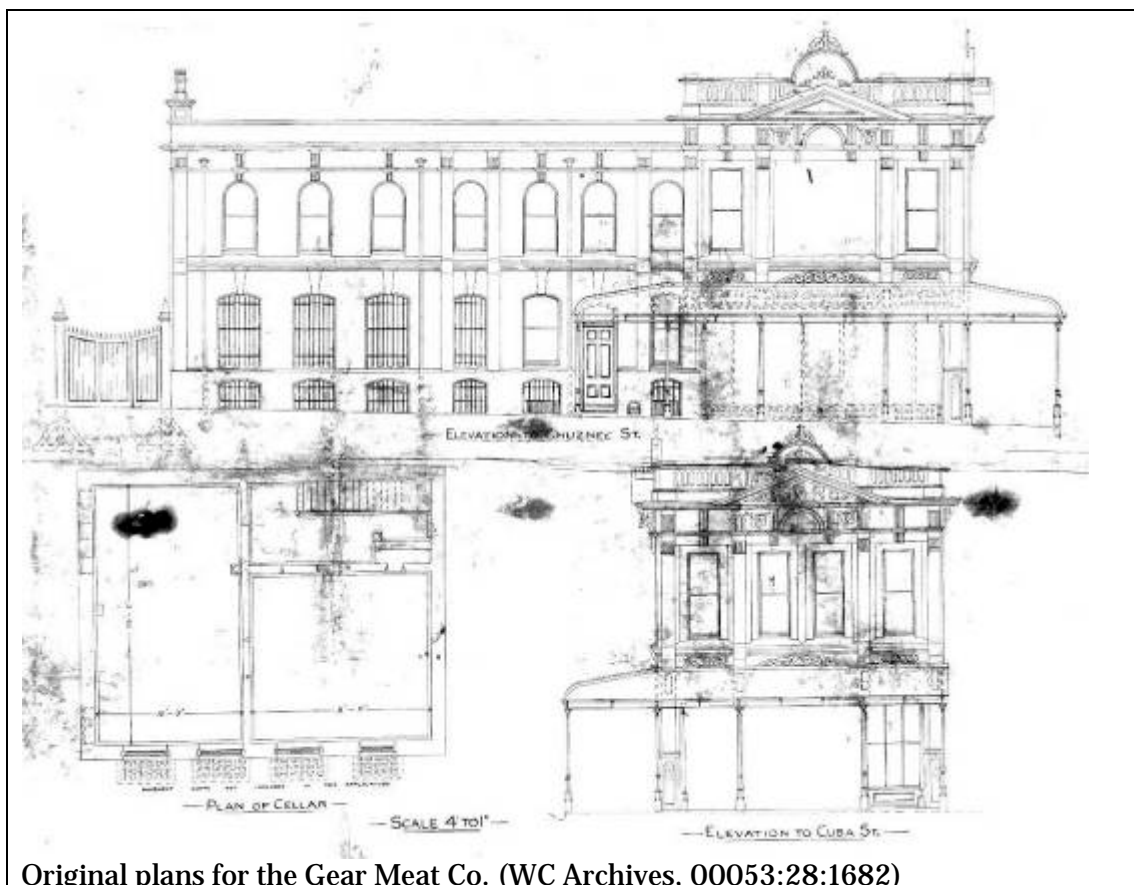 ELEVATION TO GHUZNEE ST.
PLAN OF CELLAR
SCALE 4' TO 1"
ELEVATION TO CUBA ST.
Original plans for the Gear Meat Co. (WC Archives, 00053:28:1682)